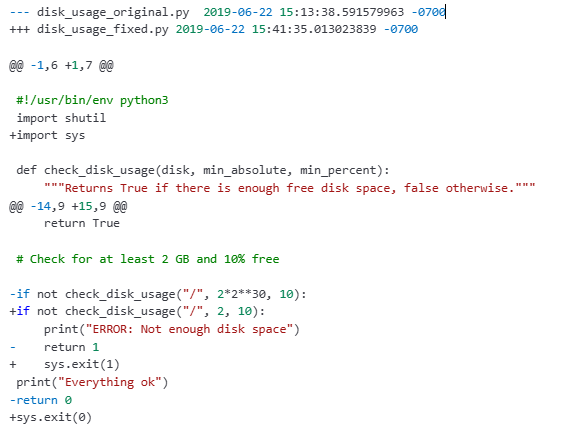 --- disk_usage_original.py  2019-06-22 15:13:38.591579963 -0700
+++ disk_usage_fixed.py 2019-06-22 15:41:35.013023839 -0700
@@ -1,6 +1,7 @@
 #!/usr/bin/env python3
 import shutil
+import sys
 def check_disk_usage(disk, min_absolute, min_percent):
     """Returns True if there is enough free disk space, false otherwise."""
@@ -14,9 +15,9 @@
     return True
 # Check for at least 2 GB and 10% free
-if not check_disk_usage("/", 2*2**30, 10):
+if not check_disk_usage("/", 2, 10):
     print("ERROR: Not enough disk space")
-    return 1
+    sys.exit(1)
 print("Everything ok")
-return 0
+sys.exit(0)